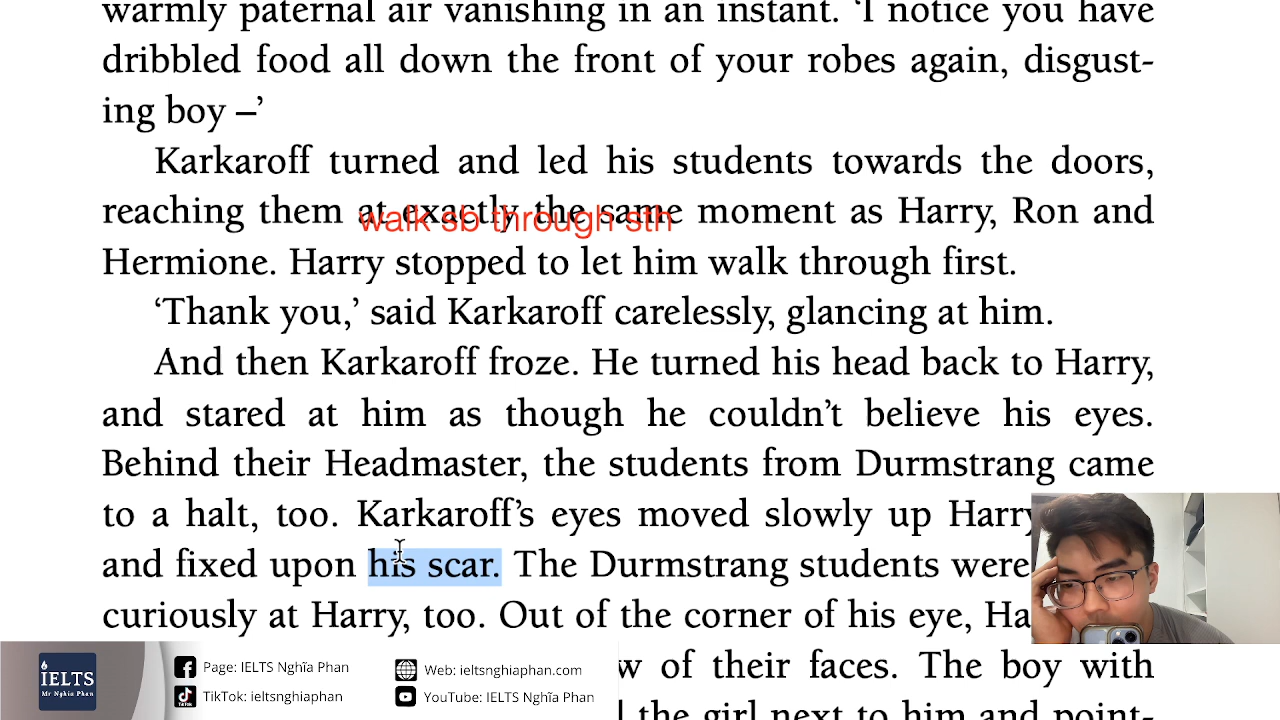 warmly paternal air vanishing in an instant. ‘I notice you have
dribbled food all down the front of your robes again, disgust-
ing boy –’
Karkaroff turned and led his students towards the doors,
reaching them at exactly the same moment as Harry, Ron and
walk sb through sth
Hermione. Harry stopped to let him walk through first.
‘Thank you,’ said Karkaroff carelessly, glancing at him.
And then Karkaroff froze. He turned his head back to Harry,
and stared at him as though he couldn’t believe his eyes.
Behind their Headmaster, the students from Durmstrang came
to a halt, too. Karkaroff’s eyes moved slowly up Harry
and fixed upon his scar. The Durmstrang students were
curiously at Harry, too. Out of the corner of his eye, Ha
w of their faces. The boy with
the girl next to him and point-
IELTS
Mr Nghia Phan
Page: IELTS Nghĩa Phan
TikTok: ieltsnghiaphan
Web: ieltsnghiaphan.com
YouTube: IELTS Nghĩa Phan